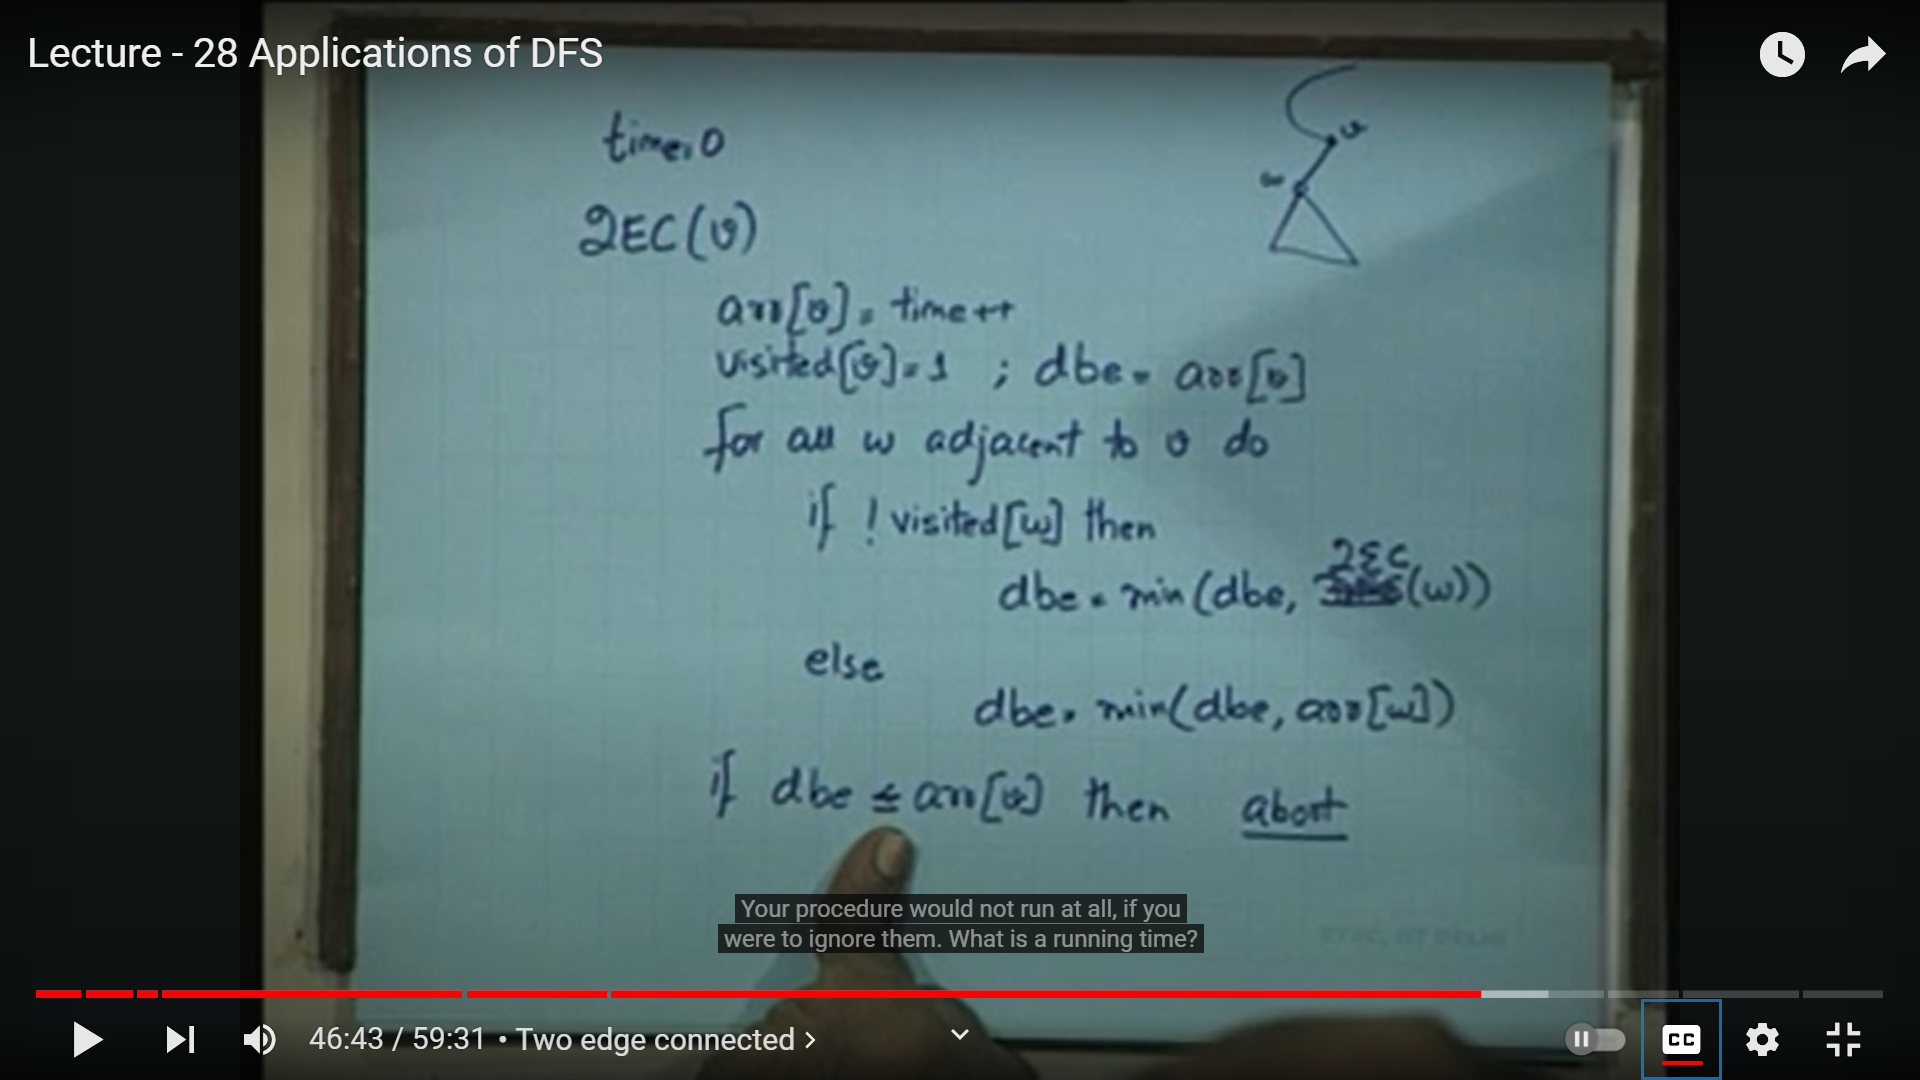 Lecture - 28 Applications of DFS
time=0
v
w
2EC(v)
arr[v] = time++
visited[v]=1 ; dbe = arr[v]
for all w adjacent to v do
if ! visited[w] then
2EC
dbe = min(dbe, (w))
else
dbe = min(dbe, arr[w])
if dbe ≤ arr[v] then abort
Your procedure would not run at all, if you
were to ignore them. What is a running time?
ETSC, IIT DELHI
46:43 / 59:31 • Two edge connected >
CC